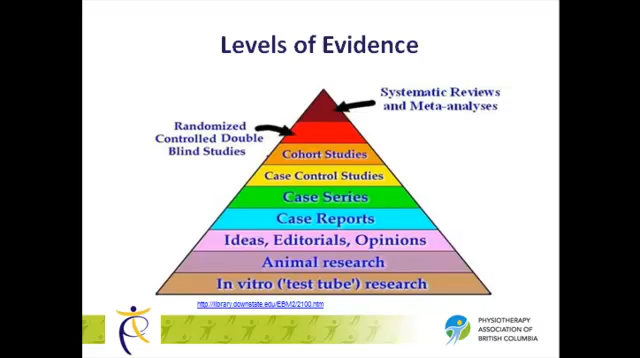 Levels of Evidence
Systematic Reviews
and Meta-analyses
Randomized
Controlled Double
Blind Studies
Cohort Studies
Case Control Studies
Case Series
Case Reports
Ideas, Editorials, Opinions
Animal research
In vitro ('test tube') research
http://library.downstate.edu/EBM2/2100.htm
PHYSIOTHERAPY
ASSOCIATION OF
BRITISH COLUMBIA